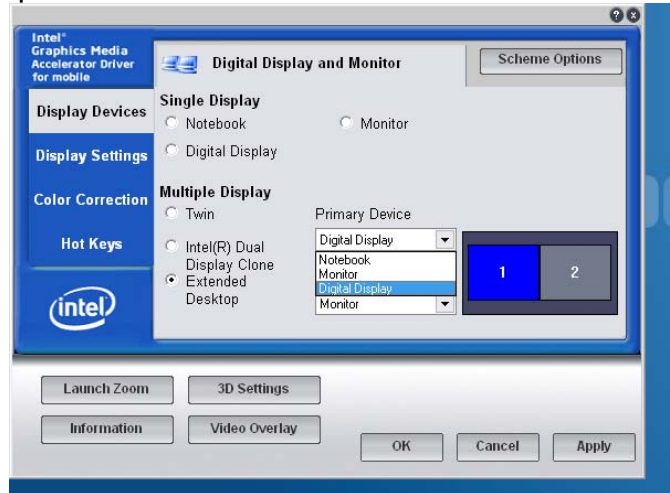 Intel®
Graphics Media
Accelerator Driver
for mobile
Digital Display and Monitor
Scheme Options
Display Devices
Display Settings
Color Correction
Hot Keys
intel
Single Display
Notebook
Monitor
Digital Display
Multiple Display
Twin
Primary Device
Intel(R) Dual
Display Clone
Extended
Desktop
Digital Display
Notebook
Monitor
Digital Display
Monitor
1
2
Launch Zoom
3D Settings
Information
Video Overlay
OK
Cancel
Apply